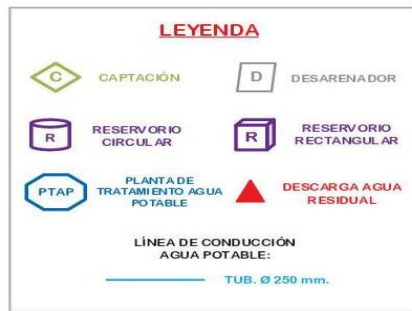 LEYENDA
C CAPTACIÓN
D DESARENADOR
R RESERVORIO
CIRCULAR
R RESERVORIO
RECTANGULAR
PTAP PLANTA DE
TRATAMIENTO AGUA
POTABLE
DESCARGA AGUA
RESIDUAL
LÍNEA DE CONDUCCIÓN
AGUA POTABLE:
TUB. Ø 250 mm.